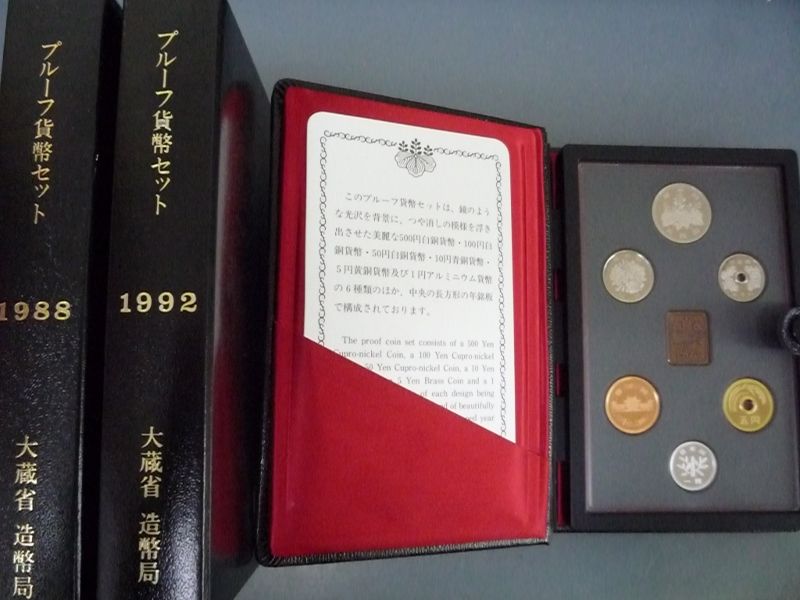 プルーフ貨幣セット
1988
大蔵省 造幣局
プルーフ貨幣セット
1992
大蔵省 造幣局
このプルーフ貨幣セットは、鏡のよう
な光沢を背景に、つや消しの模様を浮き
出させた美麗な500円白銅貨幣・100円白
銅貨幣・50円白銅貨幣・10円青銅貨幣・
5円黄銅貨幣及び1円アルミニウム貨幣
の6種類のほか、中央の長方形の年銘板
で構成されております。
The proof coin set consists of a 500 Yen
Cupro-nickel Coin, a 100 Yen Cupro-nickel
50 Yen Cupro-nickel Coin, a 10 Yen
5 Yen Brass Coin and a 1
of each design being
of beautifully
year
五円